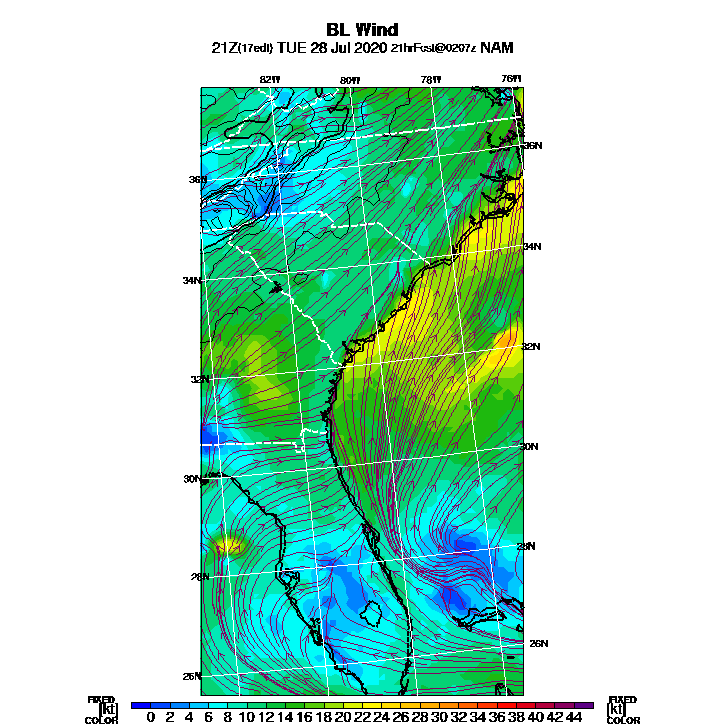 BL Wind
21Z(17edt) TUE 28 Jul 2020 21hrFcst@0207z NAM
82W 80W 78W 76W
36N
36N
34N
34N
32N
32N
30N
30N
28N
28N
26N
26N
FIXED FIXED
[kt] 0 2 4 6 8 10 12 14 16 18 20 22 24 26 28 30 32 34 36 38 40 42 44 [kt]
COLOR COLOR